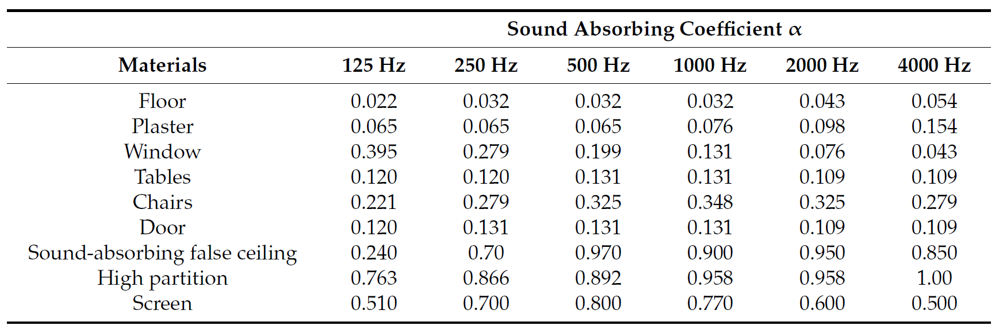 Sound Absorbing Coefficient α
Materials 125 Hz 250 Hz 500 Hz 1000 Hz 2000 Hz 4000 Hz
Floor 0.022 0.032 0.032 0.032 0.043 0.054
Plaster 0.065 0.065 0.065 0.076 0.098 0.154
Window 0.395 0.279 0.199 0.131 0.076 0.043
Tables 0.120 0.120 0.131 0.131 0.109 0.109
Chairs 0.221 0.279 0.325 0.348 0.325 0.279
Door 0.120 0.131 0.131 0.131 0.109 0.109
Sound-absorbing false ceiling 0.240 0.70 0.970 0.900 0.950 0.850
High partition 0.763 0.866 0.892 0.958 0.958 1.00
Screen 0.510 0.700 0.800 0.770 0.600 0.500